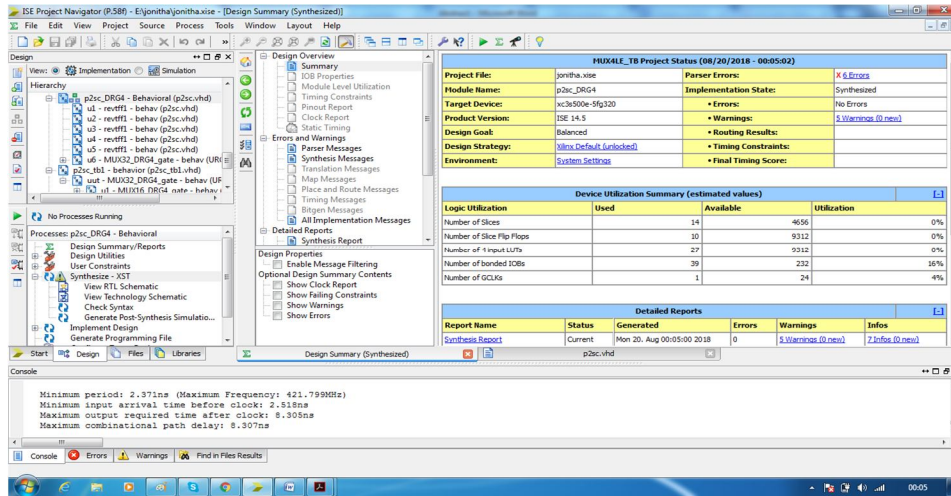 ISE Project Navigator (P.58f) - E:\jonitha\jonitha.xise - [Design Summary (Synthesized)]
File Edit View Project Source Process Tools Window Layout Help
Design
View: Implementation Simulation
Hierarchy
p2sc_DRG4 - Behavioral (p2sc.vhd)
u1 - revtff1 - behav (p2sc.vhd)
u2 - revtff1 - behav (p2sc.vhd)
u3 - revtff1 - behav (p2sc.vhd)
u4 - revtff1 - behav (p2sc.vhd)
u5 - revtff1 - behav (p2sc.vhd)
u6 - MUX32_DRG4_gate - behav (UR
p2sc_tb1 - behavior (p2sc_tb1.vhd)
uut - MUX32_DRG4_gate - behav (UR
u1 - MUX16_DRG4_gate - behav (
No Processes Running
Processes: p2sc_DRG4 - Behavioral
Design Summary/Reports
Design Utilities
User Constraints
Synthesize - XST
View RTL Schematic
View Technology Schematic
Check Syntax
Generate Post-Synthesis Simulatio...
Implement Design
Generate Programming File
Start Design Files Libraries
Design Overview
Summary
IOB Properties
Module Level Utilization
Timing Constraints
Pinout Report
Clock Report
Static Timing
Errors and Warnings
Parser Messages
Synthesis Messages
Translation Messages
Map Messages
Place and Route Messages
Timing Messages
Bitgen Messages
All Implementation Messages
Detailed Reports
Synthesis Report
Design Properties
Enable Message Filtering
Optional Design Summary Contents
Show Clock Report
Show Failing Constraints
Show Warnings
Show Errors
Design Summary (Synthesized) p2sc.vhd
MUX4LE_TB Project Status (08/20/2018 - 00:05:02)
Project File: jonitha.xise Parser Errors: X 6 Errors
Module Name: p2sc_DRG4 Implementation State: Synthesized
Target Device: xc3s500e-5fg320 • Errors: No Errors
Product Version: ISE 14.5 • Warnings: 5 Warnings (0 new)
Design Goal: Balanced • Routing Results:
Design Strategy: Xilinx Default (unlocked) • Timing Constraints:
Environment: System Settings • Final Timing Score:
Device Utilization Summary (estimated values) [-]
Logic Utilization Used Available Utilization
Number of Slices 14 4656 0%
Number of Slice Flip Flops 10 9312 0%
Number of 4 input LUTs 27 9312 0%
Number of bonded IOBs 39 232 16%
Number of GCLKs 1 24 4%
Detailed Reports [-]
Report Name Status Generated Errors Warnings Infos
Synthesis Report Current Mon 20. Aug 00:05:00 2018 0 5 Warnings (0 new) 7 Infos (0 new)
Console
Minimum period: 2.371ns (Maximum Frequency: 421.799MHz)
Minimum input arrival time before clock: 2.518ns
Maximum output required time after clock: 8.305ns
Maximum combinational path delay: 8.307ns
Console Errors Warnings Find in Files Results
00:05